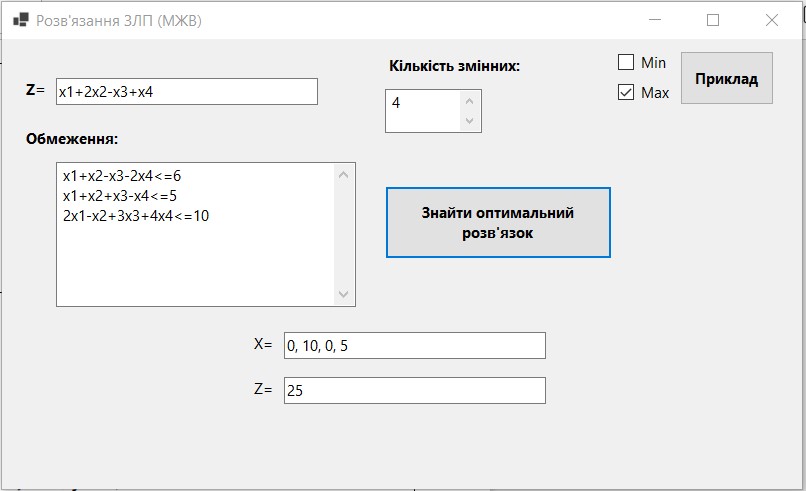 Розв'язання ЗЛП (МЖВ)
Кількість змінних:
Min
Max
Приклад
Z=
x1+2x2-x3+x4
4
Обмеження:
x1+x2-x3-2x4<=6
x1+x2+x3-x4<=5
2x1-x2+3x3+4x4<=10
Знайти оптимальний
розв'язок
X=
0, 10, 0, 5
Z=
25